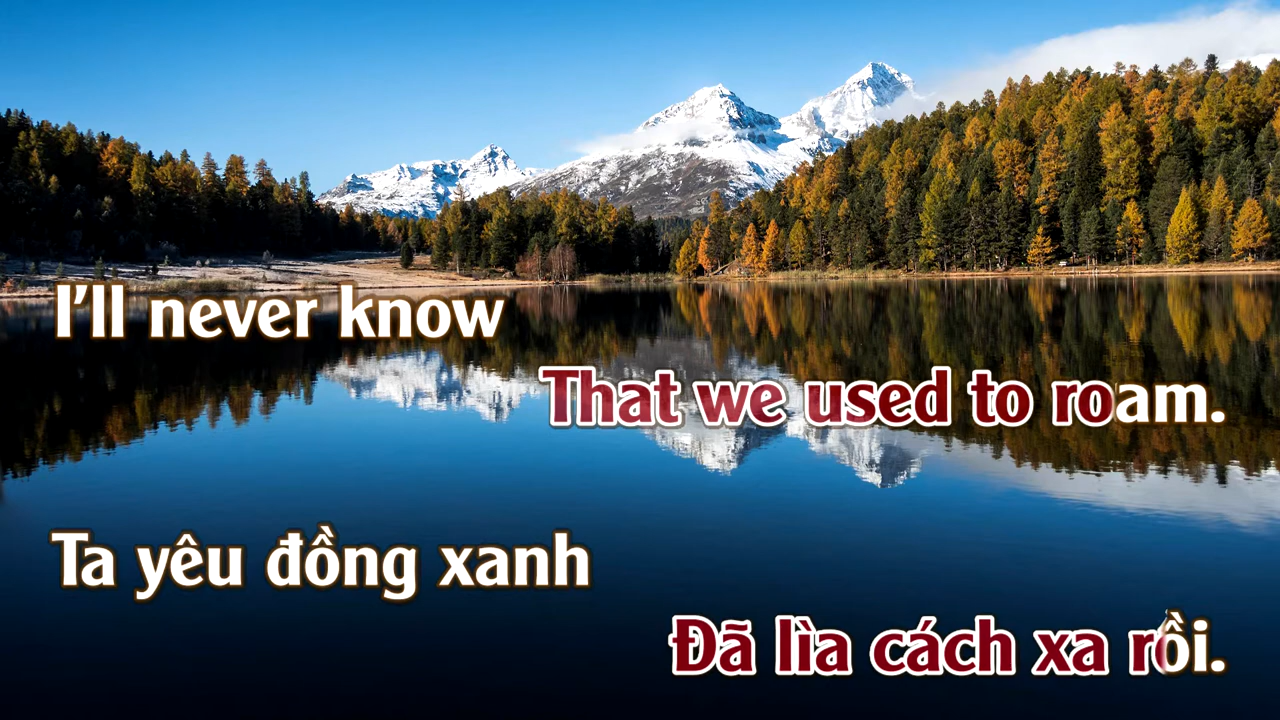 I'll never know
That we used to roam.
Ta yêu đồng xanh
Đã lìa cách xa rồi.